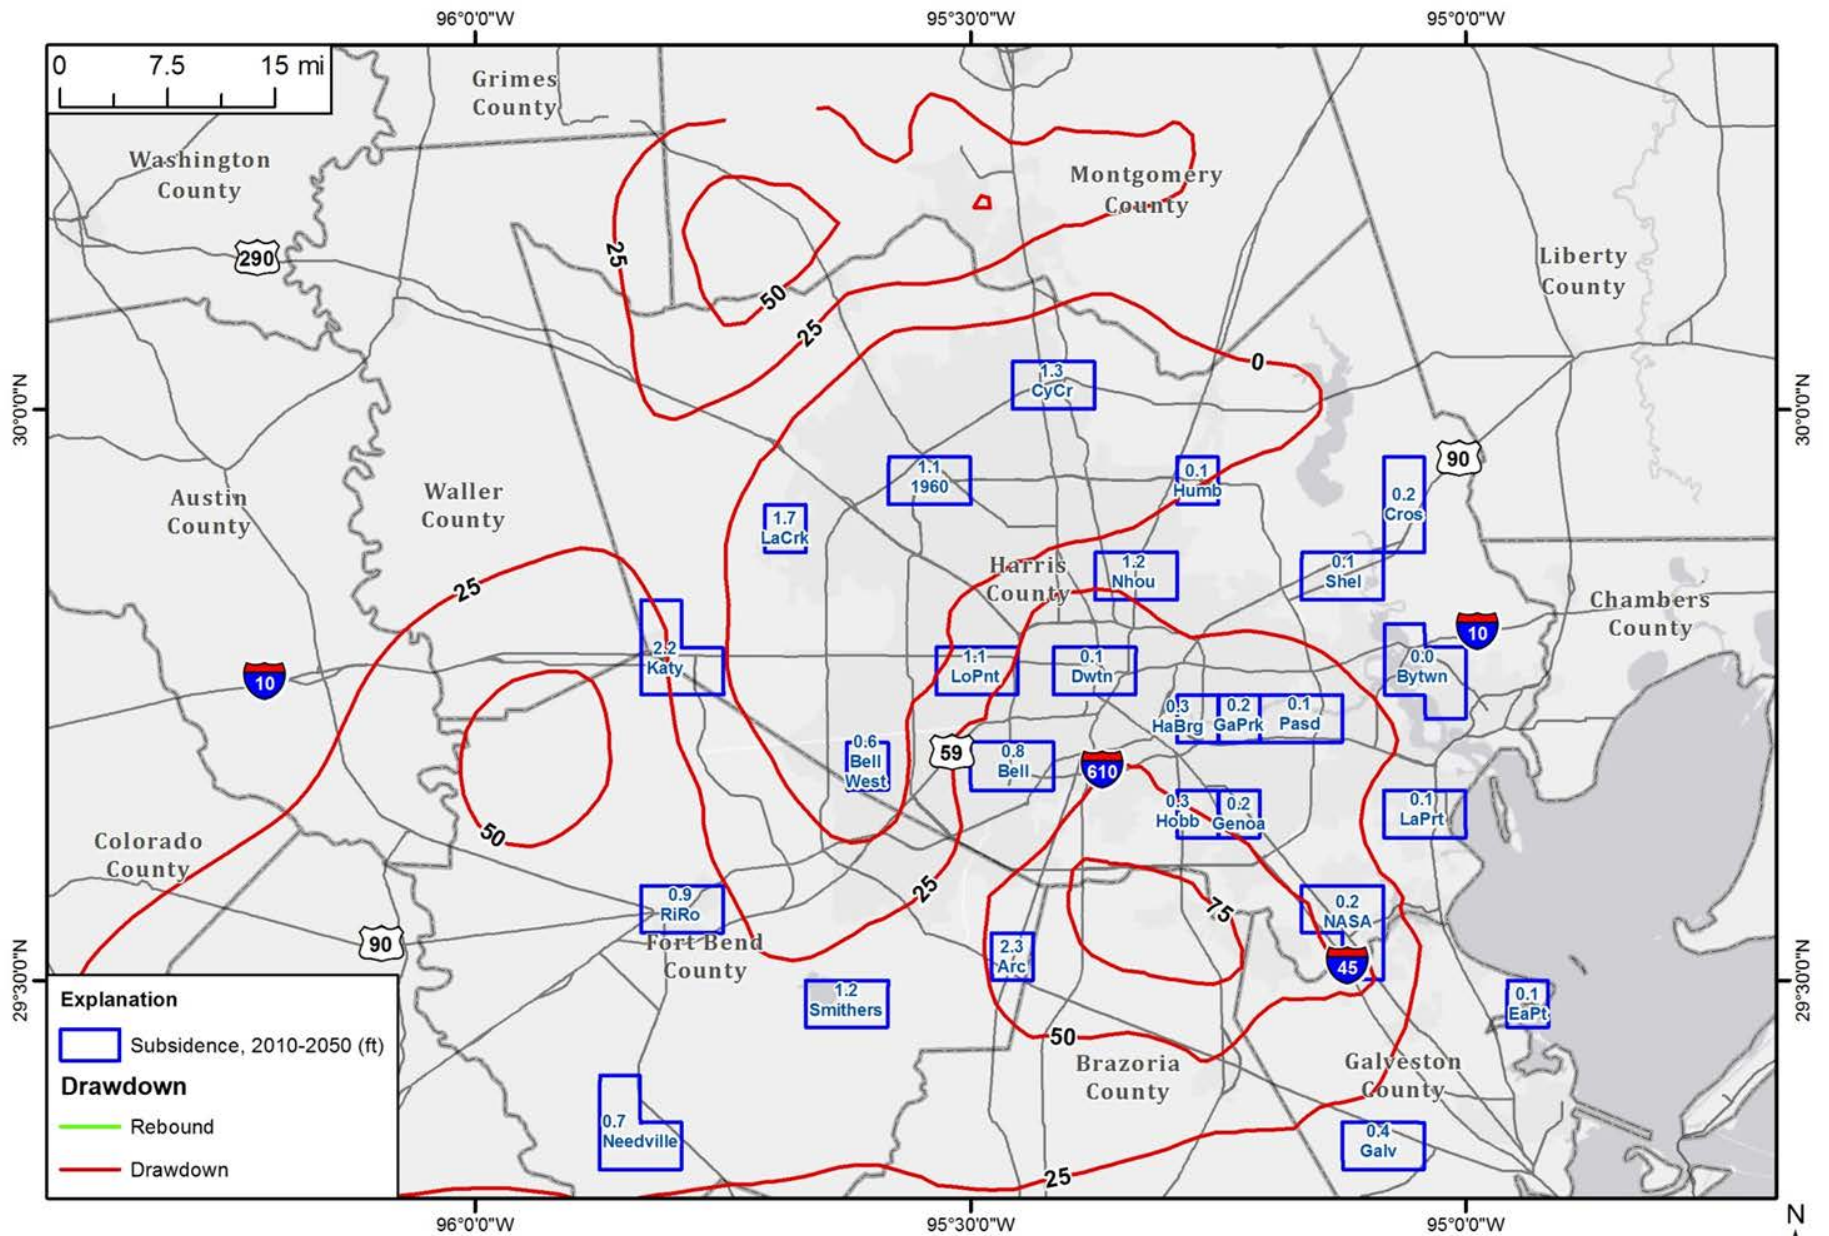 96°0'0"W
95°30'0"W
95°0'0"W
0
7.5
15 mi
Grimes
County
Washington
County
Montgomery
County
290
25
50
25
Liberty
County
0
1.3
CyCr
30°0'0"N
30°0'0"N
90
1.1
1960
0.1
Humb
0.2
Cros
Austin
County
Waller
County
1.7
LaCrk
Harris
County
1.2
Nhou
0.1
Shel
25
Chambers
County
10
2.2
Katy
1.1
LoPnt
0.1
Dwtn
0.0
Bytwn
10
0.3
HaBrg
0.2
GaPrk
0.1
Pasd
0.6
Bell
West
59
0.8
Bell
610
0.3
Hobb
0.2
Genoa
0.1
LaPrt
50
Colorado
County
25
75
0.9
RiRo
0.2
NASA
90
Fort Bend
County
2.3
Arc
45
29°30'0"N
29°30'0"N
1.2
Smithers
0.1
EaPt
50
Brazoria
County
Galveston
County
0.7
Needville
0.4
Galv
25
Explanation
Subsidence, 2010-2050 (ft)
Drawdown
Rebound
Drawdown
96°0'0"W
95°30'0"W
95°0'0"W
N